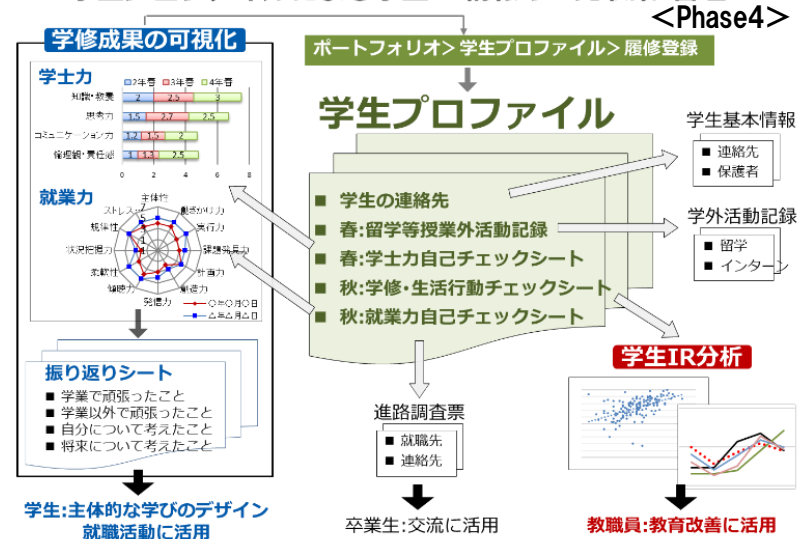 <Phase4>
学修成果の可視化
ポートフォリオ>学生プロファイル>履修登録
学士力
2年春 3年春 4年春
知識・教養 2 2.5 3
思考力 1.5 2.7 2.5
コミュニケーション力 1.2 1.5 2
倫理観・責任感 1 1.3 2.5
0 2 4 6 8
就業力
主体性
ストレス 働きかけ力
規律性 実行力
状況把握力 課題発見力
柔軟性 計画力
傾聴力 創造力
発信力
7
5
○年○月○日
△年△月△日
振り返りシート
■ 学業で頑張ったこと
■ 学業以外で頑張ったこと
■ 自分について考えたこと
■ 将来について考えたこと
学生:主体的な学びのデザイン
就職活動に活用
学生プロファイル
■ 学生の連絡先
■ 春:留学等授業外活動記録
■ 春:学士力自己チェックシート
■ 秋:学修・生活行動チェックシート
■ 秋:就業力自己チェックシート
進路調査票
■ 就職先
■ 連絡先
卒業生:交流に活用
学生基本情報
■ 連絡先
■ 保護者
学外活動記録
■ 留学
■ インターン
学生IR分析
教職員:教育改善に活用